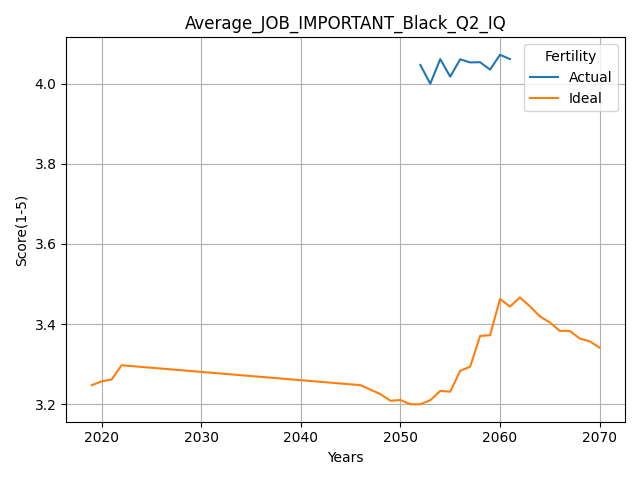 Average_JOB_IMPORTANT_Black_Q2_IQ
Fertility
Actual
Ideal
Score(1-5)
4.0
3.8
3.6
3.4
3.2
2020 2030 2040 2050 2060 2070
Years